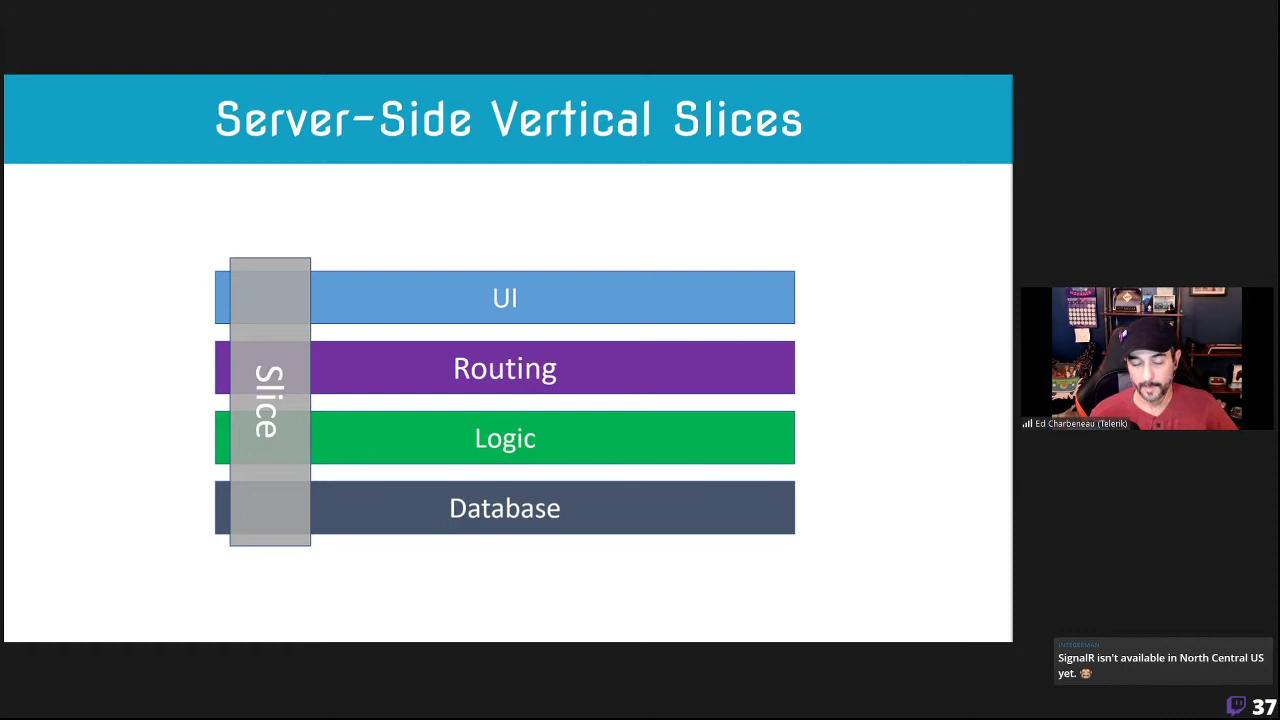 Server-Side Vertical Slices
UI
Routing
Slice
Logic
Database
Ed Charbeneau (Telerik)
INTEGERMAN
SignalR isn't available in North Central US
yet. 🙉
37